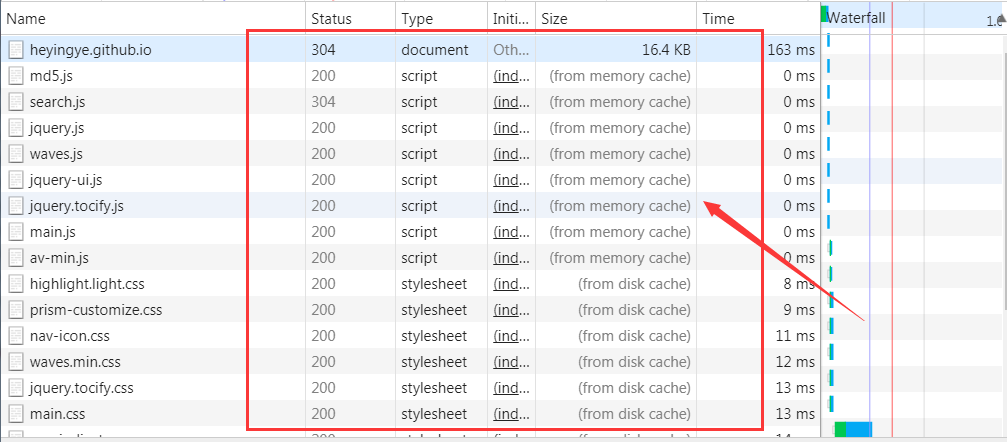 Name Status Type Initi... Size Time Waterfall 1.0
heyingye.github.io 304 document Oth... 16.4 KB 163 ms
md5.js 200 script (ind... (from memory cache) 0 ms
search.js 304 script (ind... (from memory cache) 0 ms
jquery.js 200 script (ind... (from memory cache) 0 ms
waves.js 200 script (ind... (from memory cache) 0 ms
jquery-ui.js 200 script (ind... (from memory cache) 0 ms
jquery.tocify.js 200 script (ind... (from memory cache) 0 ms
main.js 200 script (ind... (from memory cache) 0 ms
av-min.js 200 script (ind... (from memory cache) 0 ms
highlight.light.css 200 stylesheet (ind... (from disk cache) 8 ms
prism-customize.css 200 stylesheet (ind... (from disk cache) 9 ms
nav-icon.css 200 stylesheet (ind... (from disk cache) 11 ms
waves.min.css 200 stylesheet (ind... (from disk cache) 12 ms
jquery.tocify.css 200 stylesheet (ind... (from disk cache) 13 ms
main.css 200 stylesheet (ind... (from disk cache) 13 ms